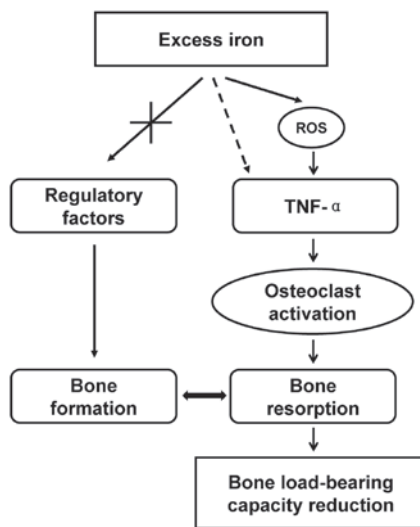 Excess iron
ROS
Regulatory
factors
TNF- α
Osteoclast
activation
Bone
formation
Bone
resorption
Bone load-bearing
capacity reduction